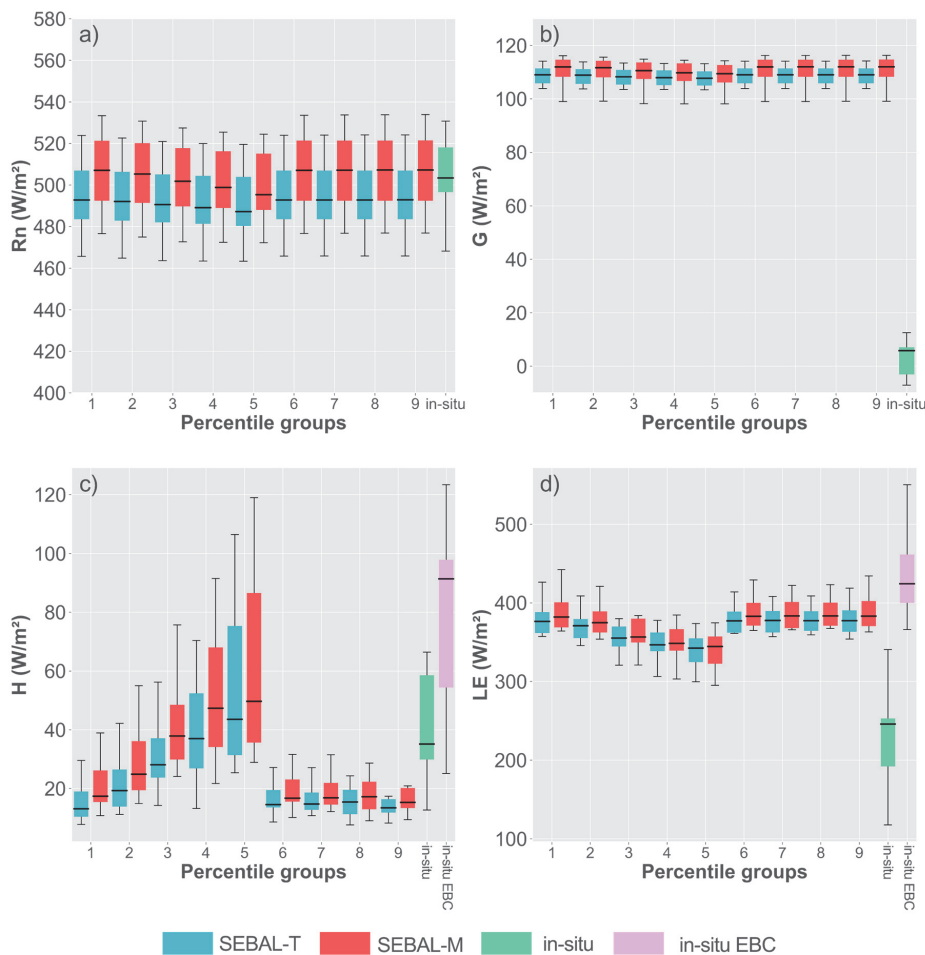 a)
580
560
540
520
500
480
460
440
420
400
Rn (W/m²)
1 2 3 4 5 6 7 8 9 in-situ
Percentile groups
b)
120
100
80
60
40
20
0
G (W/m²)
1 2 3 4 5 6 7 8 9 in-situ
Percentile groups
c)
120
100
80
60
40
20
H (W/m²)
1 2 3 4 5 6 7 8 9 in-situ in-situ EBC
Percentile groups
d)
500
400
300
200
100
LE (W/m²)
1 2 3 4 5 6 7 8 9 in-situ in-situ EBC
Percentile groups
SEBAL-T SEBAL-M in-situ in-situ EBC